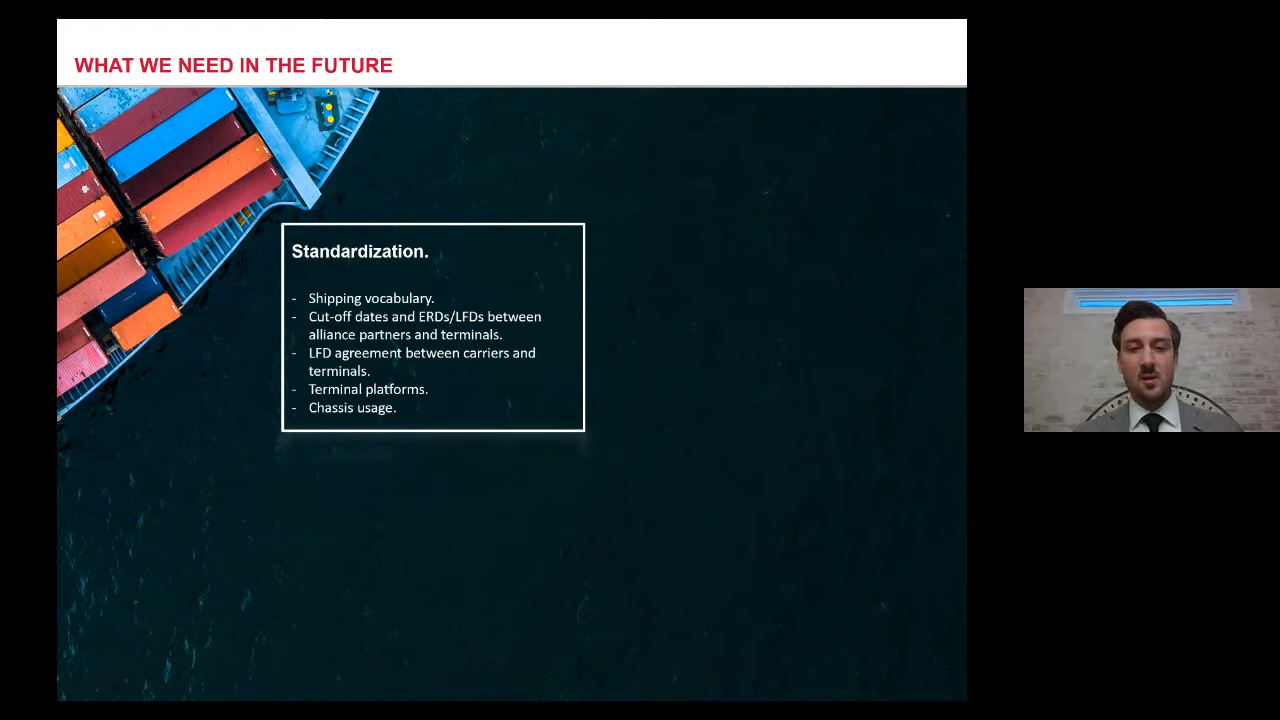 WHAT WE NEED IN THE FUTURE
Standardization.
- Shipping vocabulary.
- Cut-off dates and ERDs/LFDs between
alliance partners and terminals.
- LFD agreement between carriers and
terminals.
- Terminal platforms.
- Chassis usage.